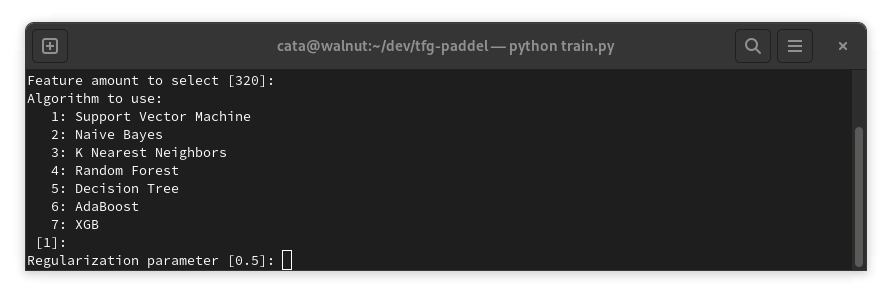 cata@walnut:~/dev/tfg-paddel — python train.py
Feature amount to select [320]:
Algorithm to use:
1: Support Vector Machine
2: Naive Bayes
3: K Nearest Neighbors
4: Random Forest
5: Decision Tree
6: AdaBoost
7: XGB
[1]:
Regularization parameter [0.5]: